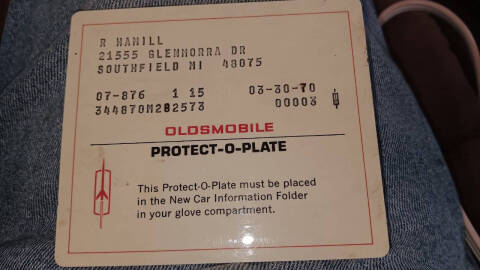 R HAMILL
21555 GLENMORRA DR
SOUTHFIELD MI 48075
07-876 1 15 03-30-70
344870M282573 00003
OLDSMOBILE
PROTECT-O-PLATE
This Protect-O-Plate must be placed
in the New Car Information Folder
in your glove compartment.